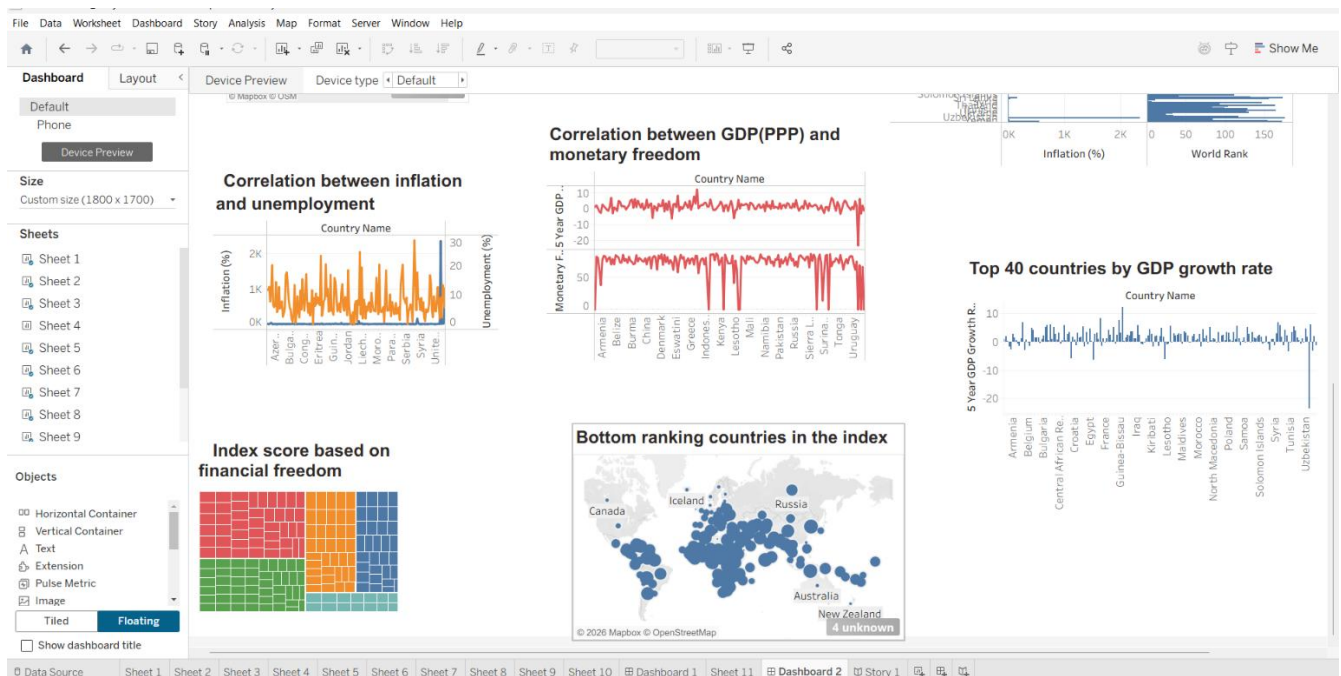 File Data Worksheet Dashboard Story Analysis Map Format Server Window Help
Show Me
Dashboard Layout
Default
Phone
Device Preview
Size
Custom size (1800 x 1700)
Sheets
Sheet 1
Sheet 2
Sheet 3
Sheet 4
Sheet 5
Sheet 6
Sheet 7
Sheet 8
Sheet 9
Objects
Horizontal Container
Vertical Container
Text
Extension
Pulse Metric
Image
Tiled Floating
Show dashboard title
Device Preview Device type Default
© Mapbox © OSM
Correlation between inflation
and unemployment
Country Name
Inflation (%)
2K
1K
0K
30
20
10
0
Unemployment (%)
Azer..
Bulga..
Cong..
Eritrea
Guin..
Jordan
Liech..
Moro..
Para..
Serbia
Syria
Unite..
Correlation between GDP(PPP) and
monetary freedom
Country Name
5 Year GDP ..
10
0
-10
-20
Monetary F..
50
0
Armenia
Belize
Burma
China
Denmark
Eswatini
Greece
Indones..
Kenya
Lesotho
Mali
Namibia
Pakistan
Russia
Sierra L..
Surina..
Tonga
Uruguay
Sri Lanka
Uzbekistan
Yemen
0K 1K 2K
Inflation (%)
0 50 100 150
World Rank
Top 40 countries by GDP growth rate
Country Name
5 Year GDP Growth R..
10
0
-10
-20
Armenia
Belgium
Bulgaria
Central African Re..
Croatia
Egypt
France
Guinea-Bissau
Iraq
Kiribati
Lesotho
Maldives
Morocco
North Macedonia
Poland
Samoa
Solomon Islands
Syria
Tunisia
Uzbekistan
Index score based on
financial freedom
Bottom ranking countries in the index
Canada
Iceland
Russia
Australia
New Zealand
4 unknown
© 2026 Mapbox © OpenStreetMap
Data Source Sheet 1 Sheet 2 Sheet 3 Sheet 4 Sheet 5 Sheet 6 Sheet 7 Sheet 8 Sheet 9 Sheet 10 Dashboard 1 Sheet 11 Dashboard 2 Story 1